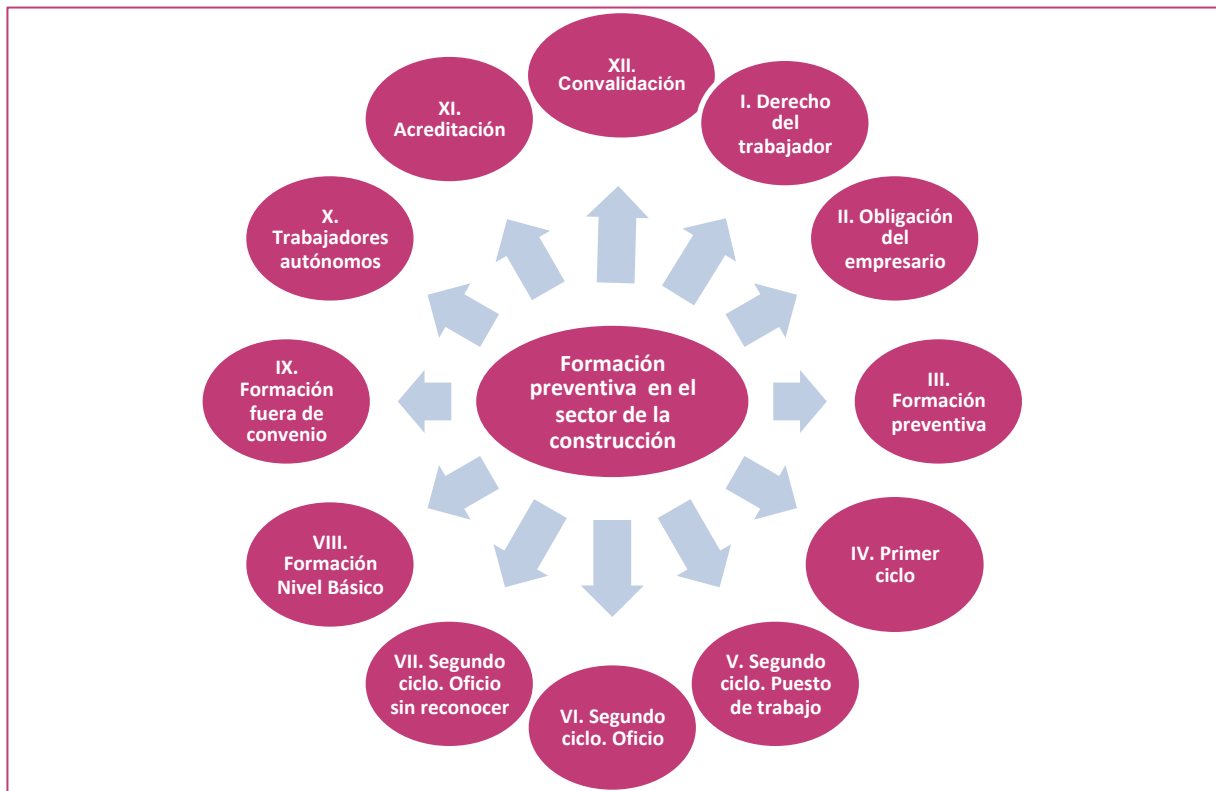 Formación
preventiva en el
sector de la
construcción
I. Derecho
del
trabajador
II. Obligación
del
empresario
III.
Formación
preventiva
IV. Primer
ciclo
V. Segundo
ciclo. Puesto
de trabajo
VI. Segundo
ciclo. Oficio
VII. Segundo
ciclo. Oficio
sin reconocer
VIII.
Formación
Nivel Básico
IX.
Formación
fuera de
convenio
X.
Trabajadores
autónomos
XI.
Acreditación
XII.
Convalidación